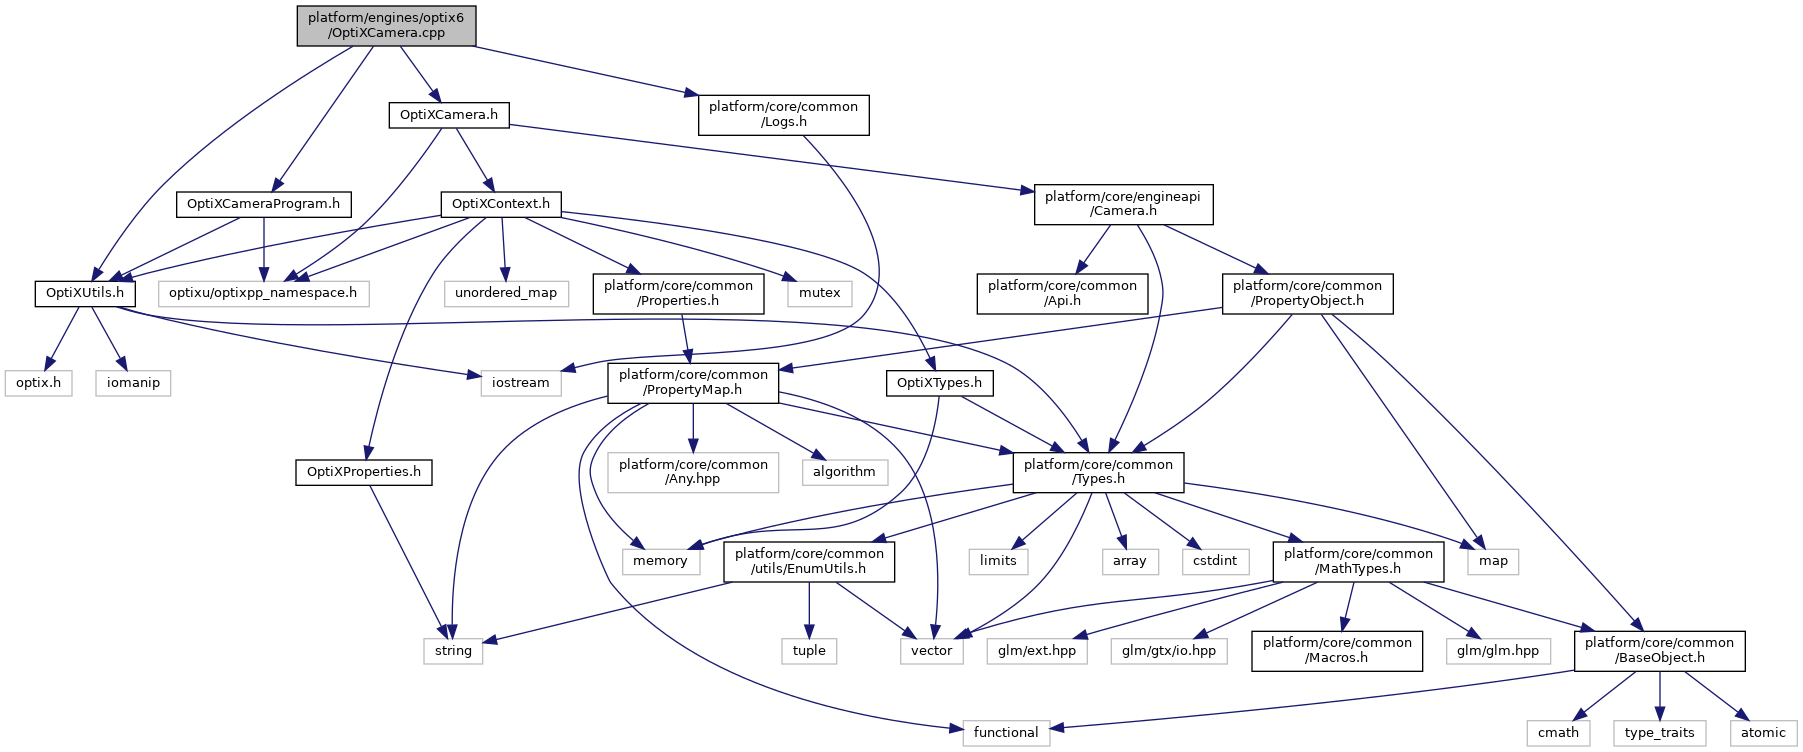 platform/engines/optix6
/OptiXCamera.cpp
OptiXCamera.h
platform/core/common
/Logs.h
OptiXCameraProgram.h
OptiXContext.h
platform/core/engineapi
/Camera.h
OptiXUtils.h
optixu/optixpp_namespace.h
unordered_map
platform/core/common
/Properties.h
mutex
platform/core/common
/Api.h
platform/core/common
/PropertyObject.h
optix.h
iomanip
iostream
platform/core/common
/PropertyMap.h
OptiXTypes.h
OptiXProperties.h
platform/core/common
/Any.hpp
algorithm
platform/core/common
/Types.h
memory
platform/core/common
/utils/EnumUtils.h
limits
array
cstdint
platform/core/common
/MathTypes.h
map
string
tuple
vector
glm/ext.hpp
glm/gtx/io.hpp
platform/core/common
/Macros.h
glm/glm.hpp
platform/core/common
/BaseObject.h
functional
cmath
type_traits
atomic